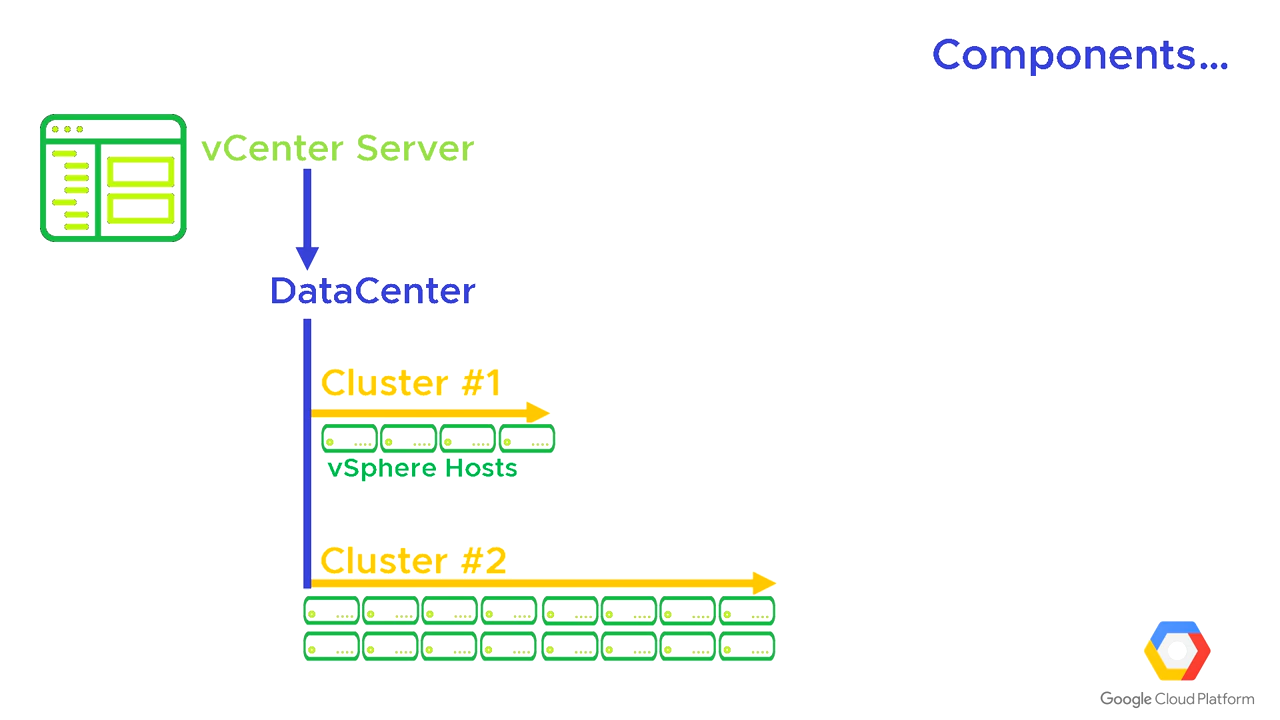 Components...
vCenter Server
DataCenter
Cluster #1
vSphere Hosts
Cluster #2
Google Cloud Platform